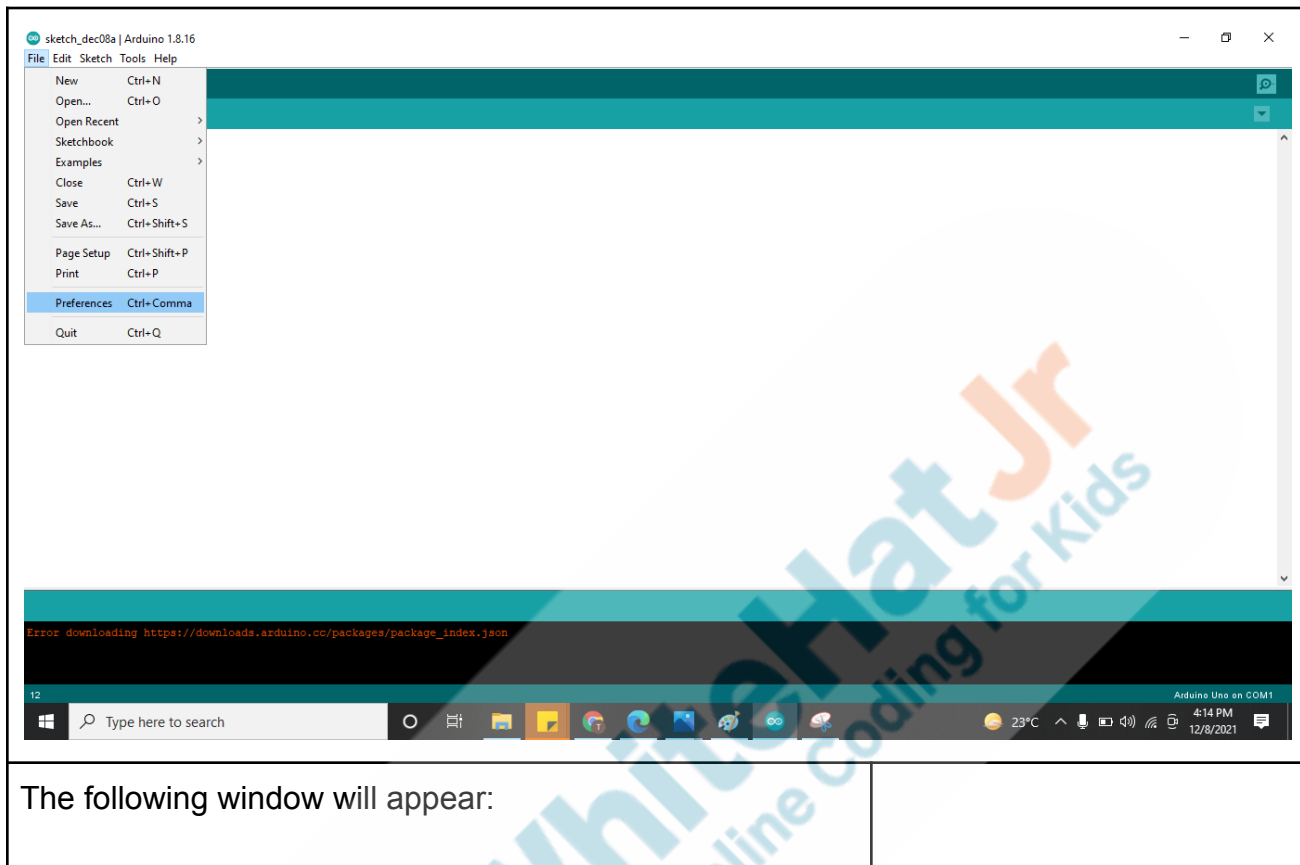 sketch_dec08a | Arduino 1.8.16
File Edit Sketch Tools Help
New Ctrl+N
Open... Ctrl+O
Open Recent
Sketchbook
Examples
Close Ctrl+W
Save Ctrl+S
Save As... Ctrl+Shift+S
Page Setup Ctrl+Shift+P
Print Ctrl+P
Preferences Ctrl+Comma
Quit Ctrl+Q
WhiteHat Jr
Online Coding for Kids
Error downloading https://downloads.arduino.cc/packages/package_index.json
12 Arduino Uno on COM1
Type here to search 23°C 4:14 PM
12/8/2021
The following window will appear: